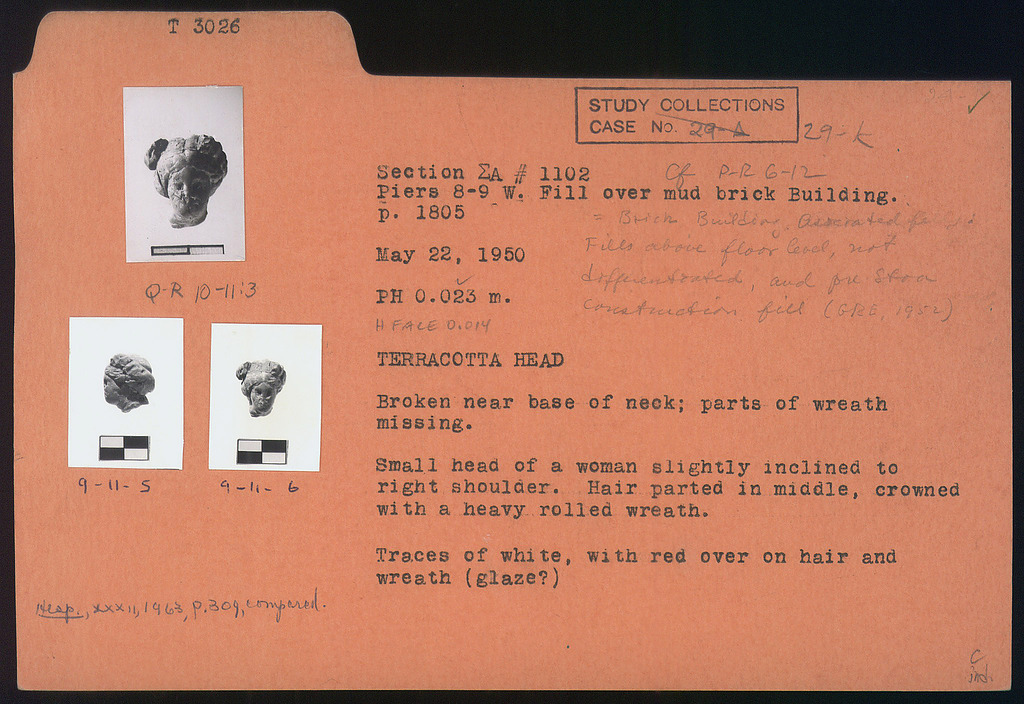 T 3026
STUDY COLLECTIONS
CASE No. 29-A 29-K
Section ΣA # 1102 Cf P-R 6-12
Piers 8-9 W. Fill over mud brick Building.
p. 1805
= Brick Building, Associated
Fills above floor level, not
differentiated, and pre Stoa
construction fill (GRE, 1952)
May 22, 1950
PH 0.023 m.
H FACE 0.014
TERRACOTTA HEAD
Broken near base of neck; parts of wreath
missing.
Small head of a woman slightly inclined to
right shoulder. Hair parted in middle, crowned
with a heavy rolled wreath.
Traces of white, with red over on hair and
wreath (glaze?)
Q-R 10-11:3
9-11-5
9-11-6
Hesp., XXXII, 1963, p. 309, compared.